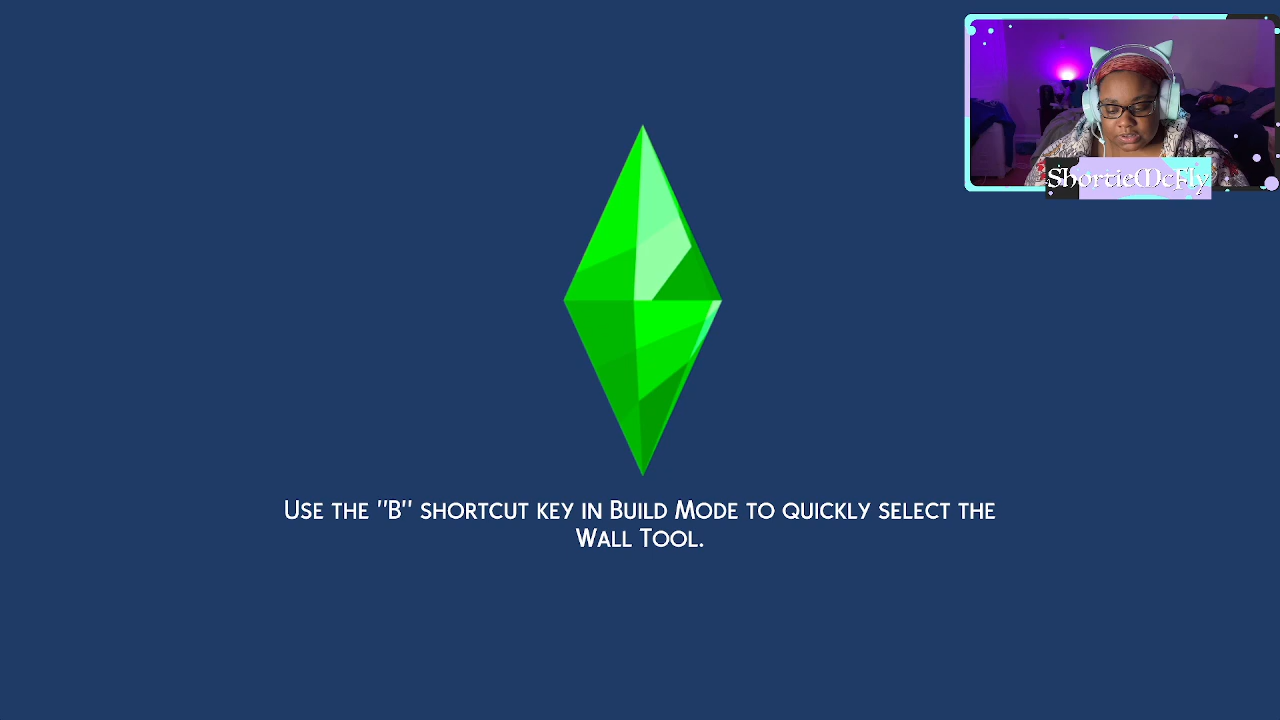 ShortieMcFly
Use the "B" shortcut key in Build Mode to quickly select the
Wall Tool.